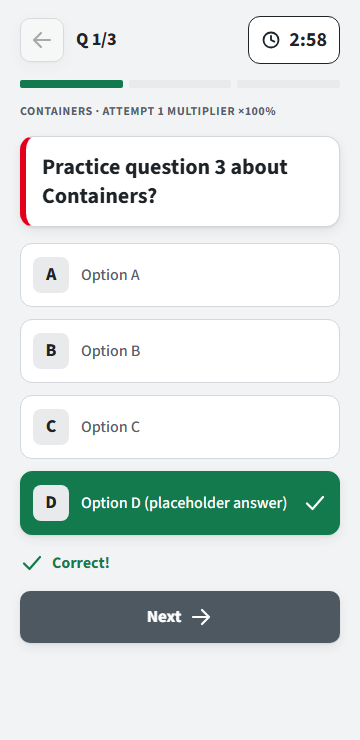 Q 1/3
2:58
CONTAINERS · ATTEMPT 1 MULTIPLIER ×100%
Practice question 3 about
Containers?
A Option A
B Option B
C Option C
D Option D (placeholder answer)
Correct!
Next